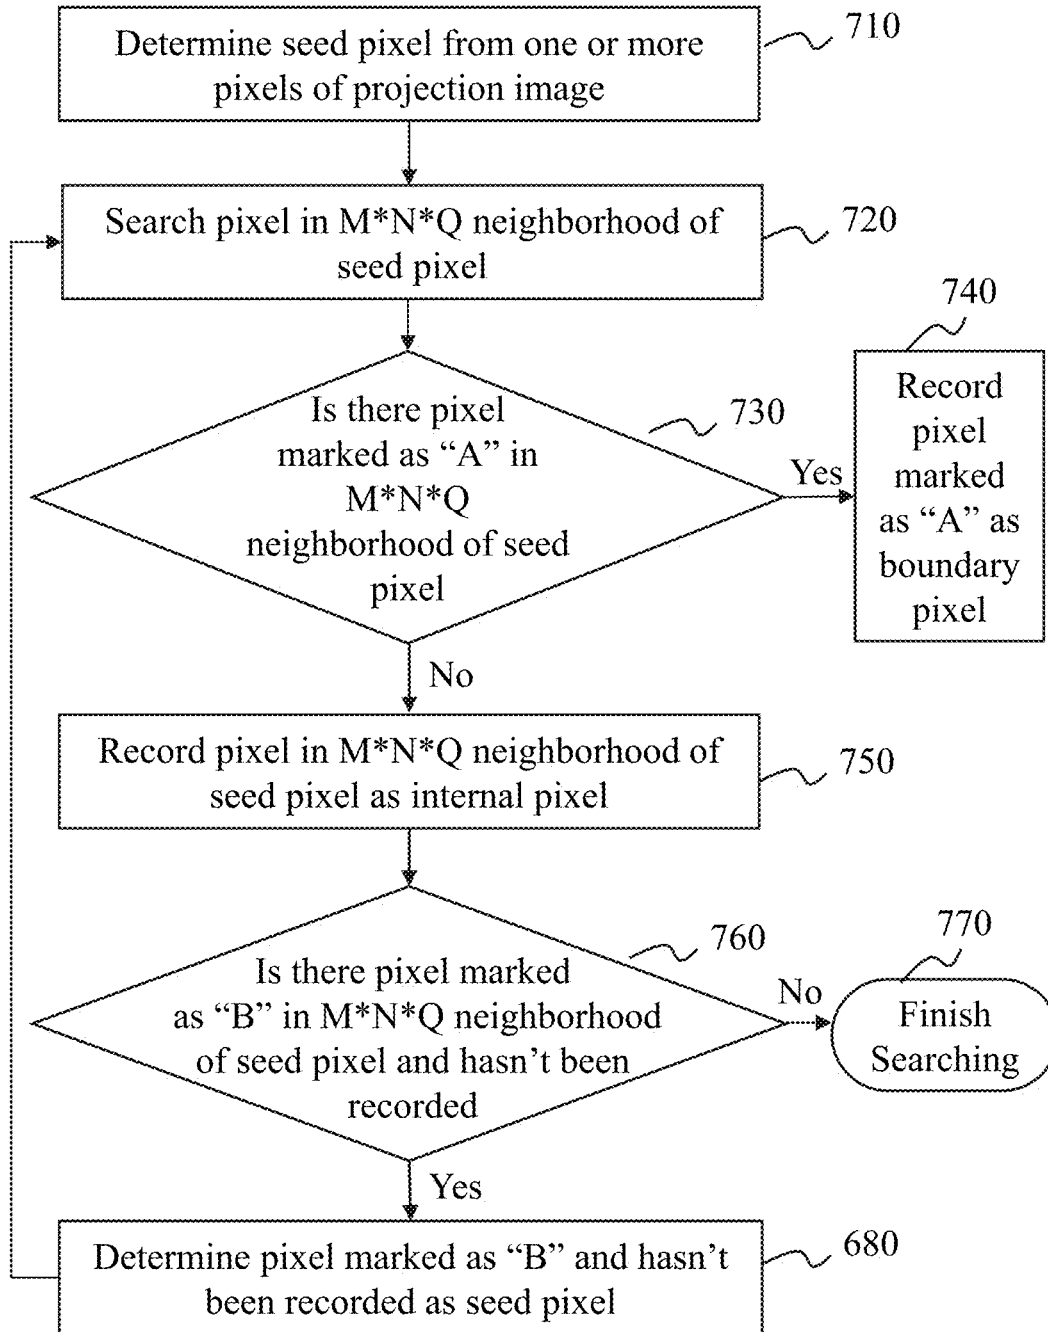 Determine seed pixel from one or more
pixels of projection image
710
Search pixel in M*N*Q neighborhood of
seed pixel
720
Is there pixel
marked as “A” in
M*N*Q
neighborhood of seed
pixel
730
Yes
740
Record
pixel
marked
as “A” as
boundary
pixel
No
Record pixel in M*N*Q neighborhood of
seed pixel as internal pixel
750
Is there pixel marked
as “B” in M*N*Q neighborhood
of seed pixel and hasn’t been
recorded
760
No
770
Finish
Searching
Yes
Determine pixel marked as “B” and hasn’t
been recorded as seed pixel
680